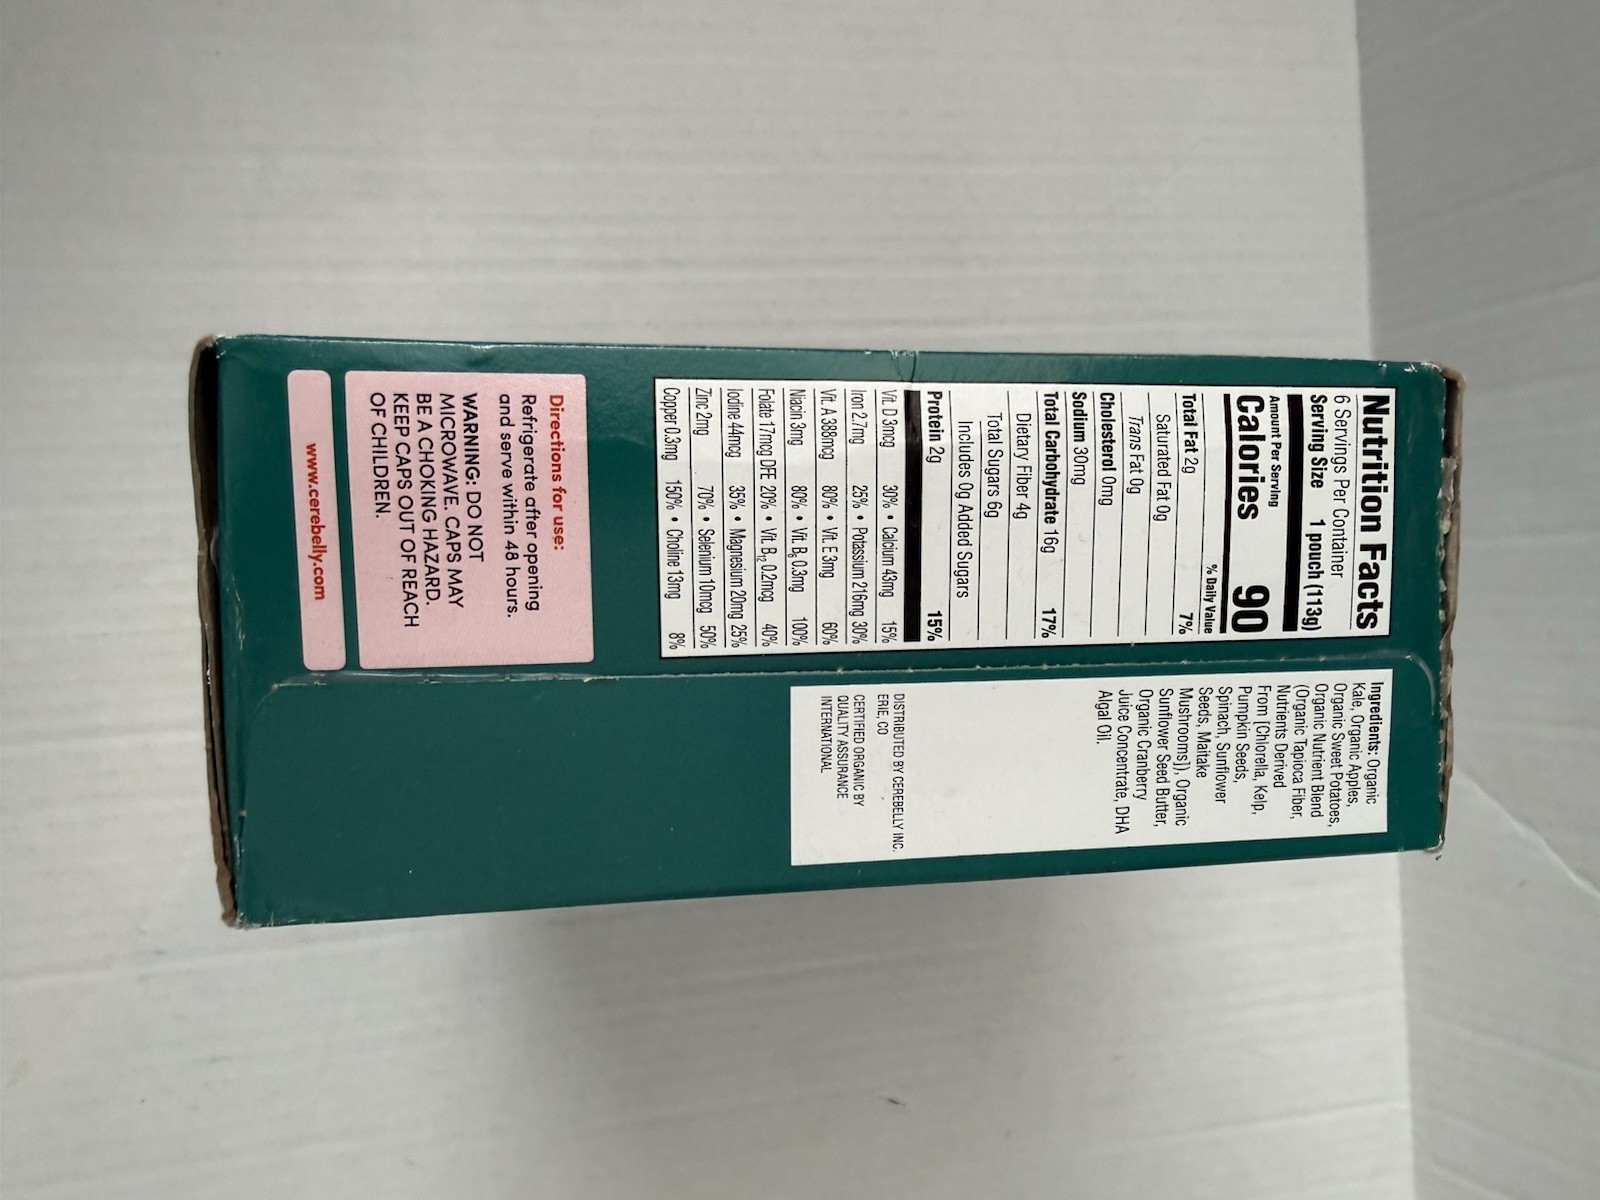 Nutrition Facts
6 Servings Per Container
Serving Size 1 pouch (113g)
Amount Per Serving
Calories 90
% Daily Value
Total Fat 2g 7%
Saturated Fat 0g
Trans Fat 0g
Cholesterol 0mg
Sodium 30mg
Total Carbohydrate 16g 17%
Dietary Fiber 4g
Total Sugars 6g
Includes 0g Added Sugars
Protein 2g 15%
Vit. D 3mcg 30% • Calcium 43mg 15%
Iron 2.7mg 25% • Potassium 216mg 30%
Vit. A 388mcg 80% • Vit. E 3mg 60%
Niacin 3mg 80% • Vit. B6 0.3mg 100%
Folate 17mcg DFE 20% • Vit. B12 0.2mcg 40%
Iodine 44mcg 35% • Magnesium 20mg 25%
Zinc 2mg 70% • Selenium 10mcg 50%
Copper 0.3mg 150% • Choline 13mg 8%
Directions for use:
Refrigerate after opening
and serve within 48 hours.
WARNING: DO NOT
MICROWAVE. CAPS MAY
BE A CHOKING HAZARD.
KEEP CAPS OUT OF REACH
OF CHILDREN.
www.cerebelly.com
Ingredients: Organic
Kale, Organic Apples,
Organic Sweet Potatoes,
Organic Nutrient Blend
(Organic Tapioca Fiber,
Nutrients Derived
From [Chlorella, Kelp,
Pumpkin Seeds,
Spinach, Sunflower
Seeds, Maitake
Mushrooms]), Organic
Sunflower Seed Butter,
Organic Cranberry
Juice Concentrate, DHA
Algal Oil.
DISTRIBUTED BY CEREBELLY INC.
ERIE, CO
CERTIFIED ORGANIC BY
QUALITY ASSURANCE
INTERNATIONAL